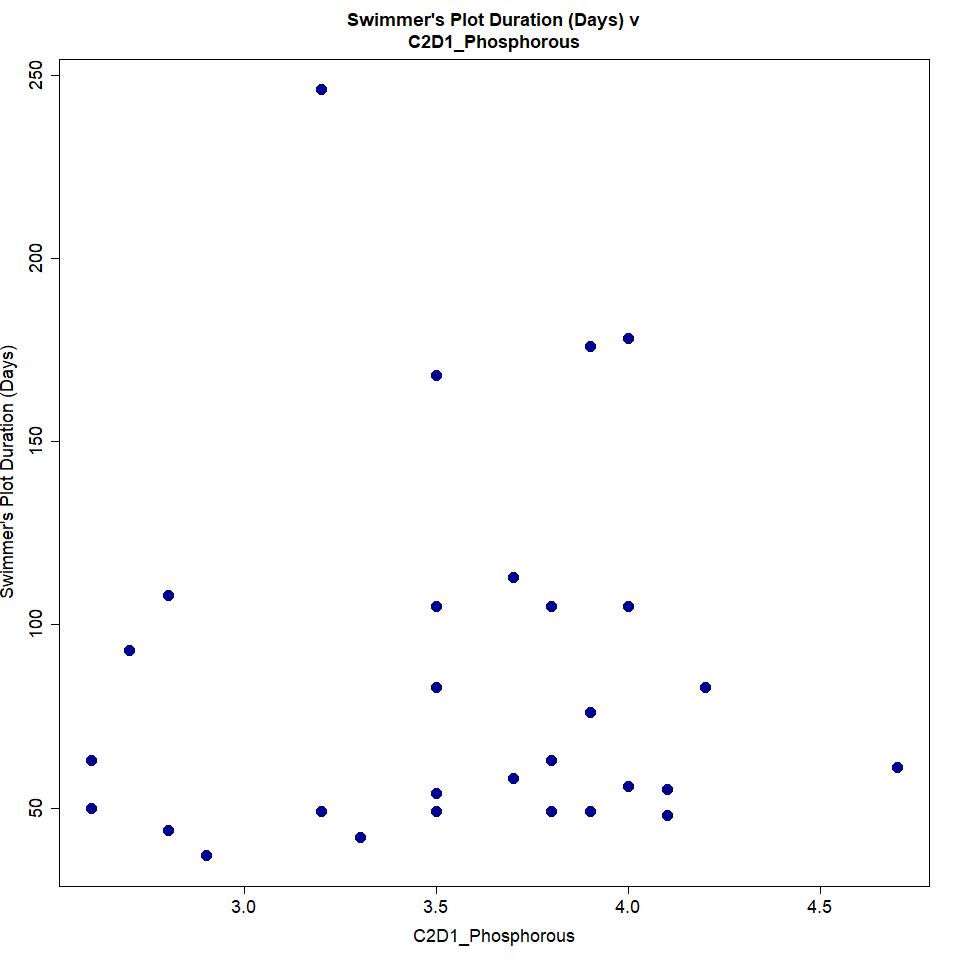 Swimmer's Plot Duration (Days) v
C2D1_Phosphorous
250
200
150
100
50
Swimmer's Plot Duration (Days)
3.0 3.5 4.0 4.5
C2D1_Phosphorous